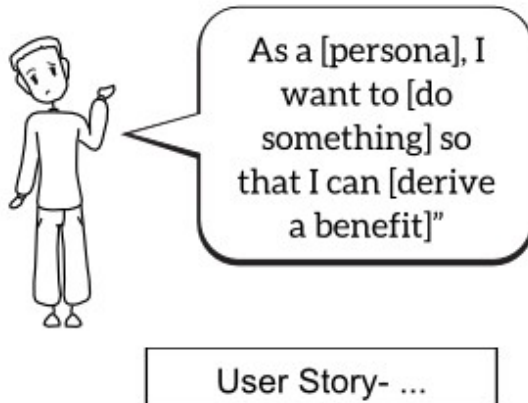 As a [persona], I
want to [do
something] so
that I can [derive
a benefit]”
User Story- ...